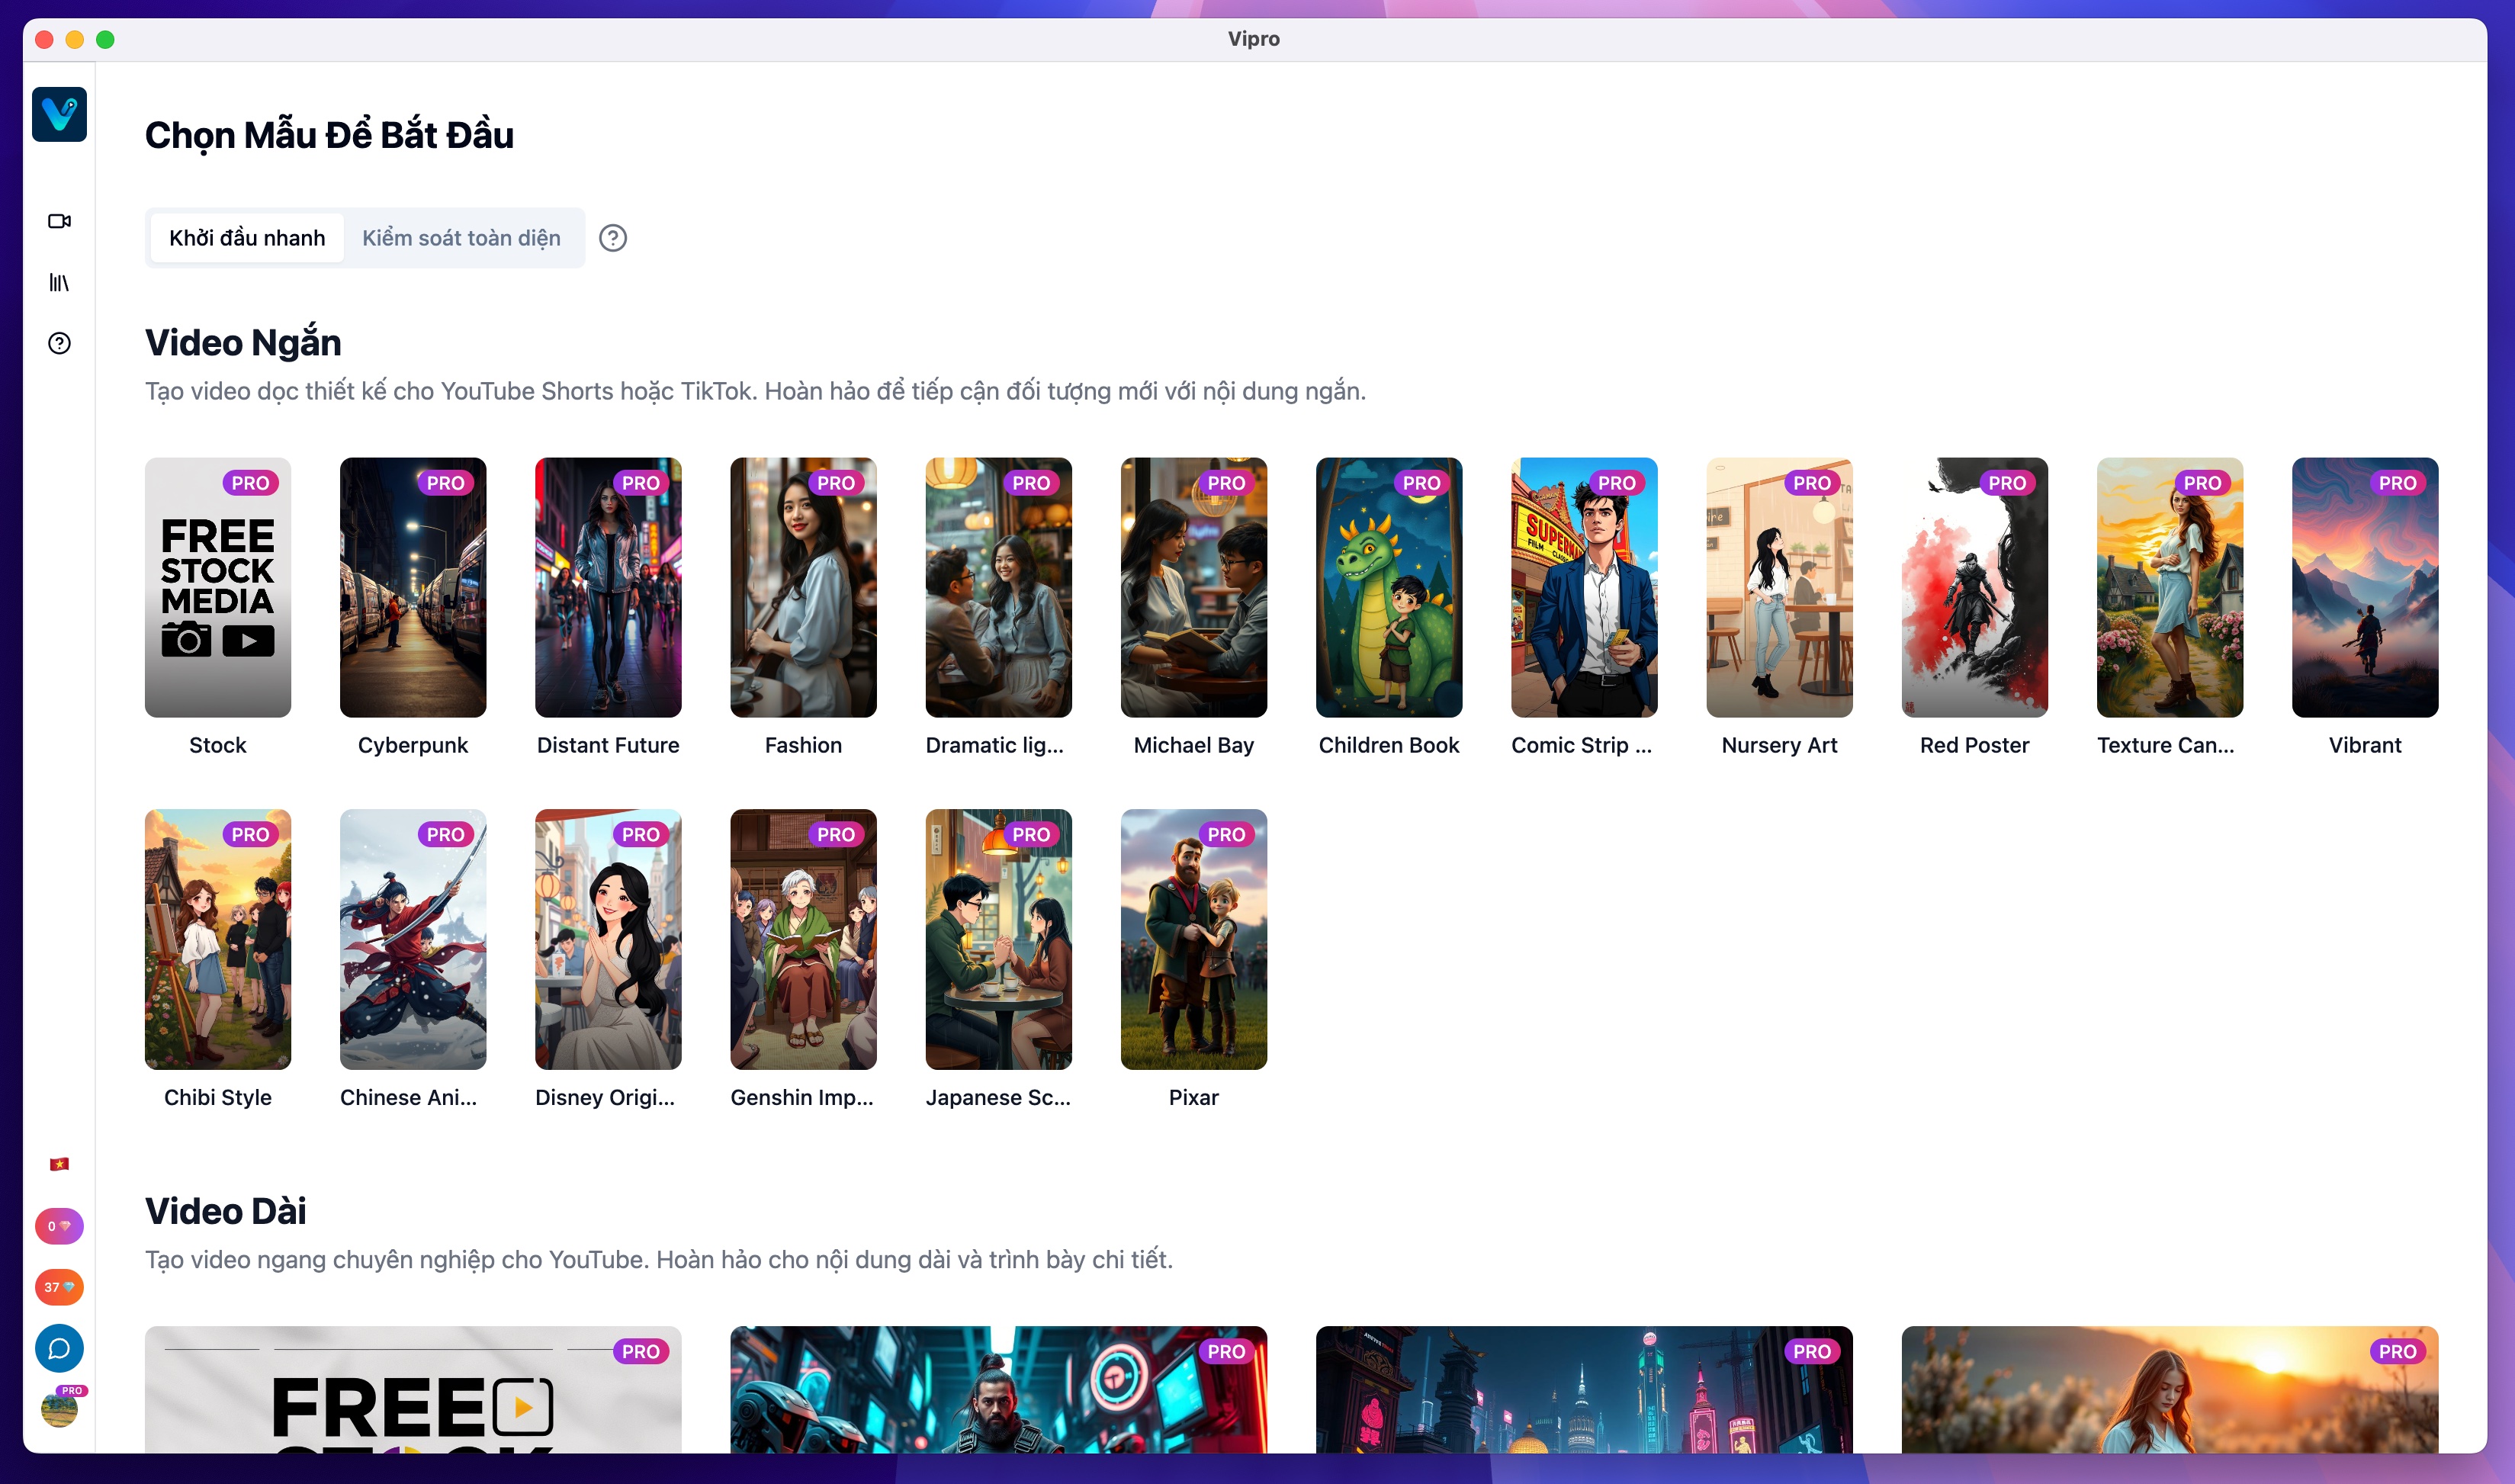 Vipro
Chọn Mẫu Để Bắt Đầu
Khởi đầu nhanh
Kiểm soát toàn diện
Video Ngắn
Tạo video dọc thiết kế cho YouTube Shorts hoặc TikTok. Hoàn hảo để tiếp cận đối tượng mới với nội dung ngắn.
PRO
FREE
STOCK
MEDIA
Stock
PRO
Cyberpunk
PRO
Distant Future
PRO
Fashion
PRO
Dramatic lig...
PRO
Michael Bay
PRO
Children Book
PRO
FILM
Comic Strip ...
PRO
Nursery Art
PRO
Red Poster
PRO
Texture Can...
PRO
Vibrant
PRO
Chibi Style
PRO
Chinese Ani...
PRO
Disney Origi...
PRO
Genshin Imp...
PRO
Japanese Sc...
PRO
Pixar
0
37
PRO
Video Dài
Tạo video ngang chuyên nghiệp cho YouTube. Hoàn hảo cho nội dung dài và trình bày chi tiết.
PRO
FREE
STOCK
PRO
PRO
PRO